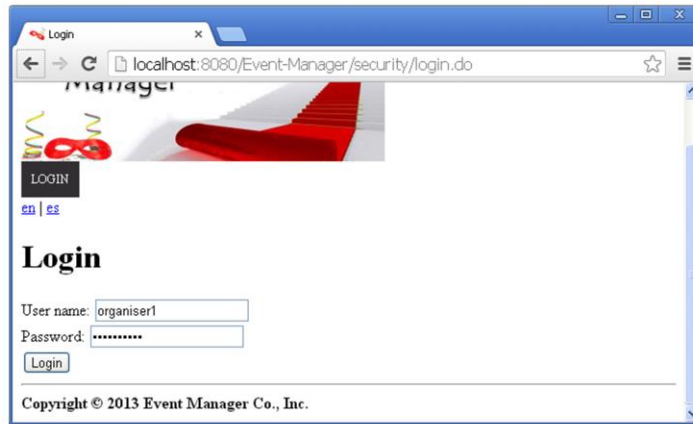 Login
localhost:8080/Event-Manager/security/login.do
Manager
LOGIN
en | es
Login
User name: organiser1
Password: ••••••••••
Login
Copyright © 2013 Event Manager Co., Inc.